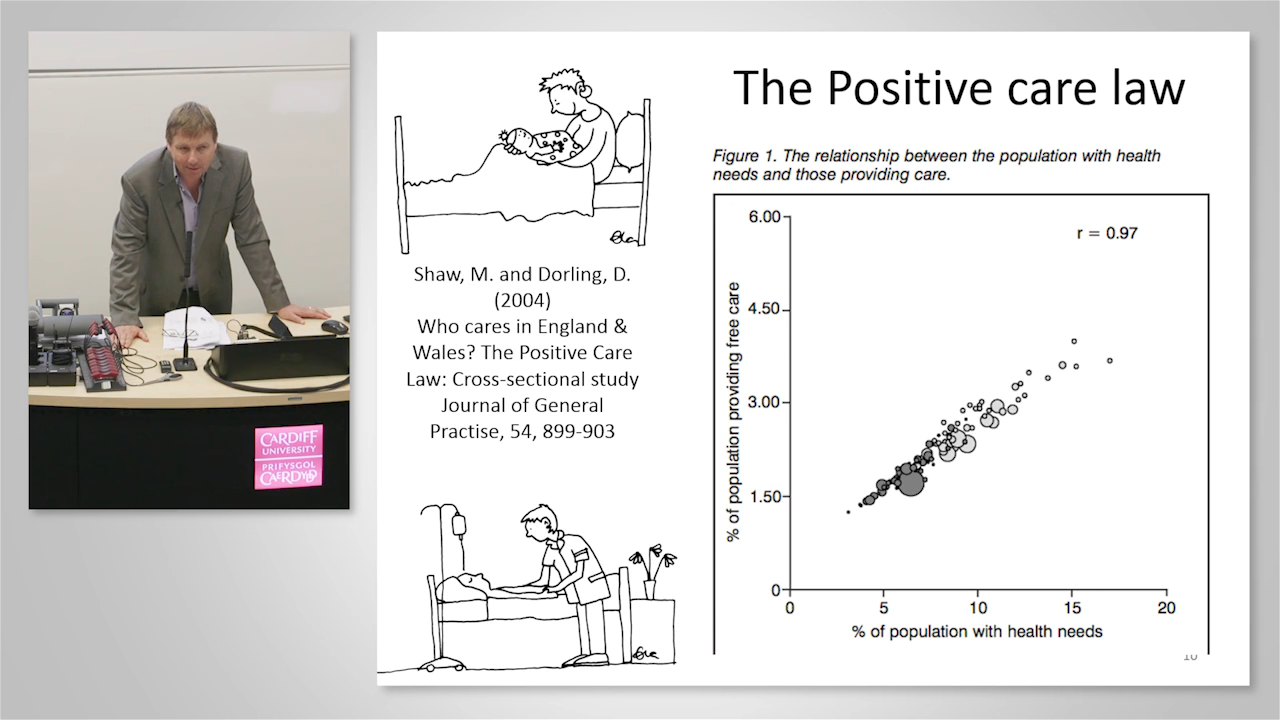 The Positive care law
Figure 1. The relationship between the population with health
needs and those providing care.
Shaw, M. and Dorling, D.
(2004)
Who cares in England &
Wales? The Positive Care
Law: Cross-sectional study
Journal of General
Practise, 54, 899-903
r = 0.97
% of population providing free care
6.00
4.50
3.00
1.50
0
0
5
10
15
20
% of population with health needs
CARDIFF
UNIVERSITY
PRIFYSGOL
CAERDYDD